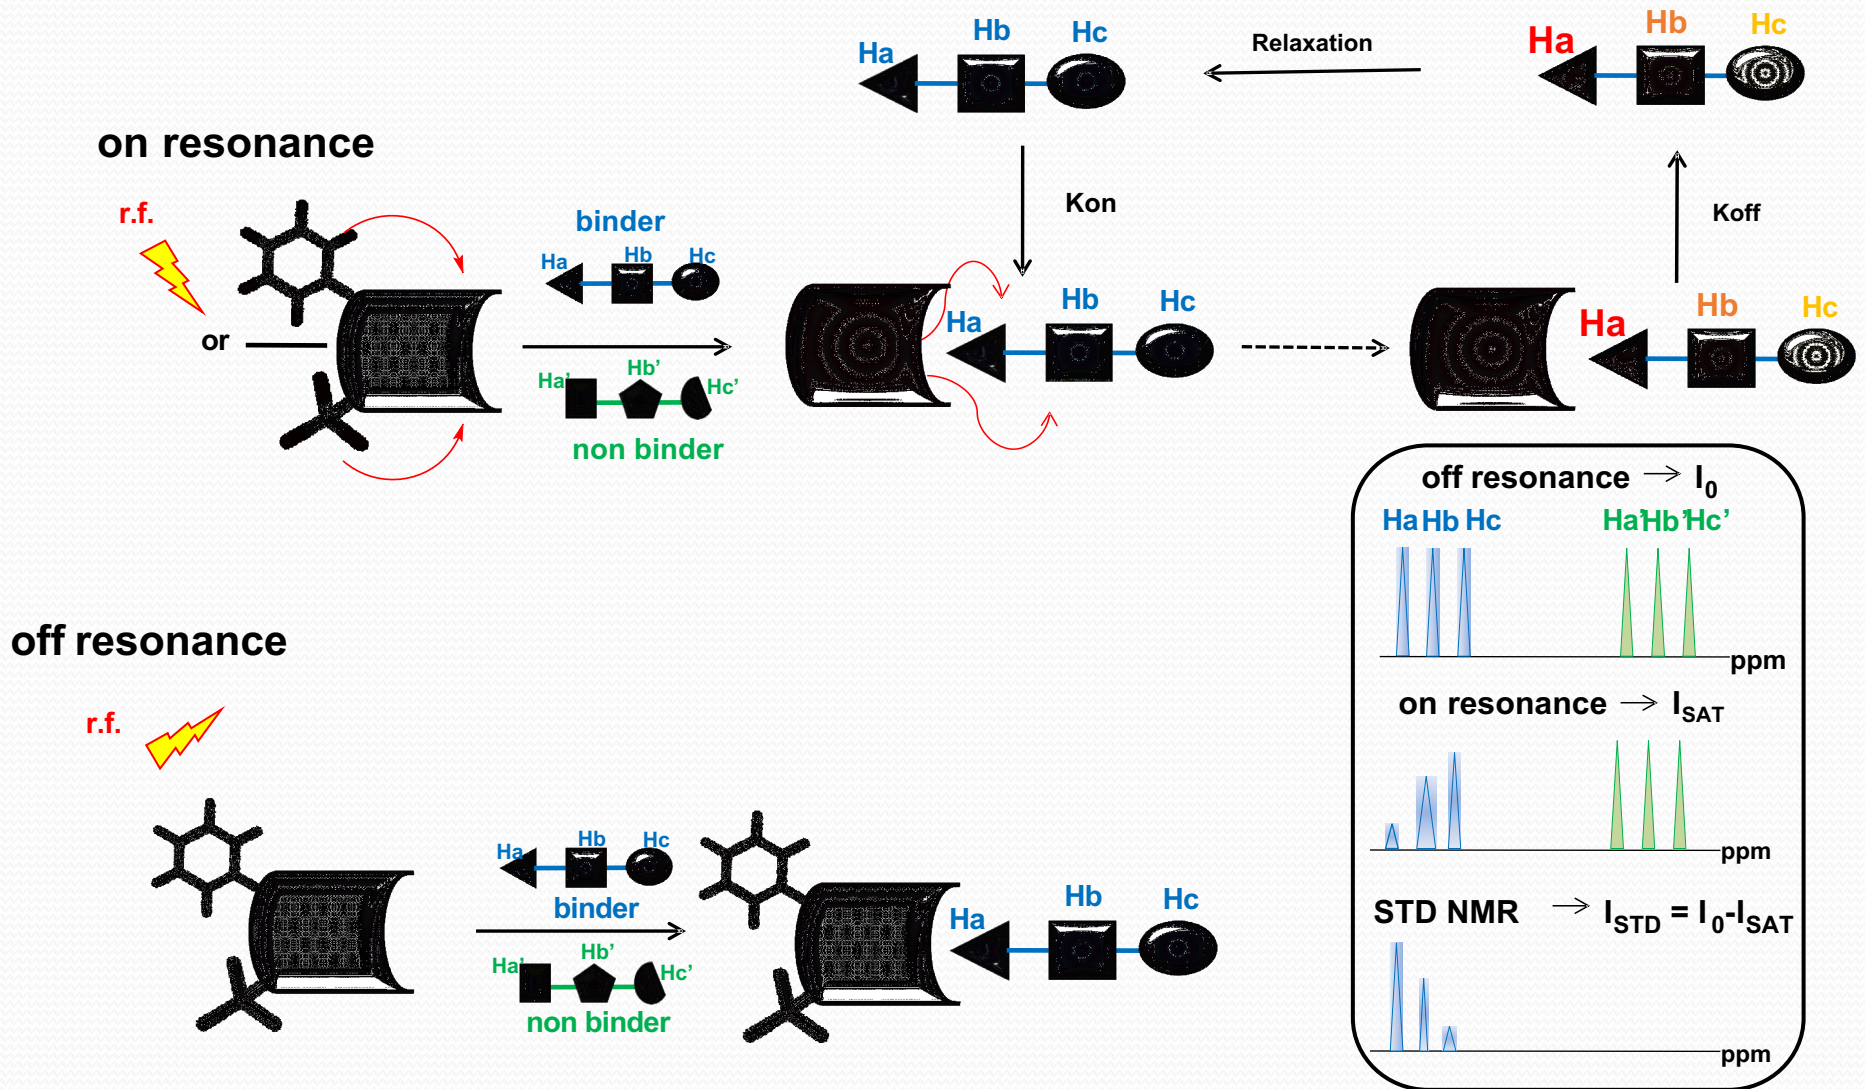 Ha Hb Hc
Relaxation
Ha Hb Hc
on resonance
r.f.
or
binder
Ha Hb Hc
Ha' Hb' Hc'
non binder
Kon
Koff
Ha Hb Hc
Ha Hb Hc
off resonance → I0
Ha Hb Hc Ha' Hb' Hc'
ppm
on resonance → ISAT
ppm
STD NMR → ISTD = I0-ISAT
ppm
off resonance
r.f.
Ha Hb Hc
binder
Ha' Hb' Hc'
non binder
Ha Hb Hc